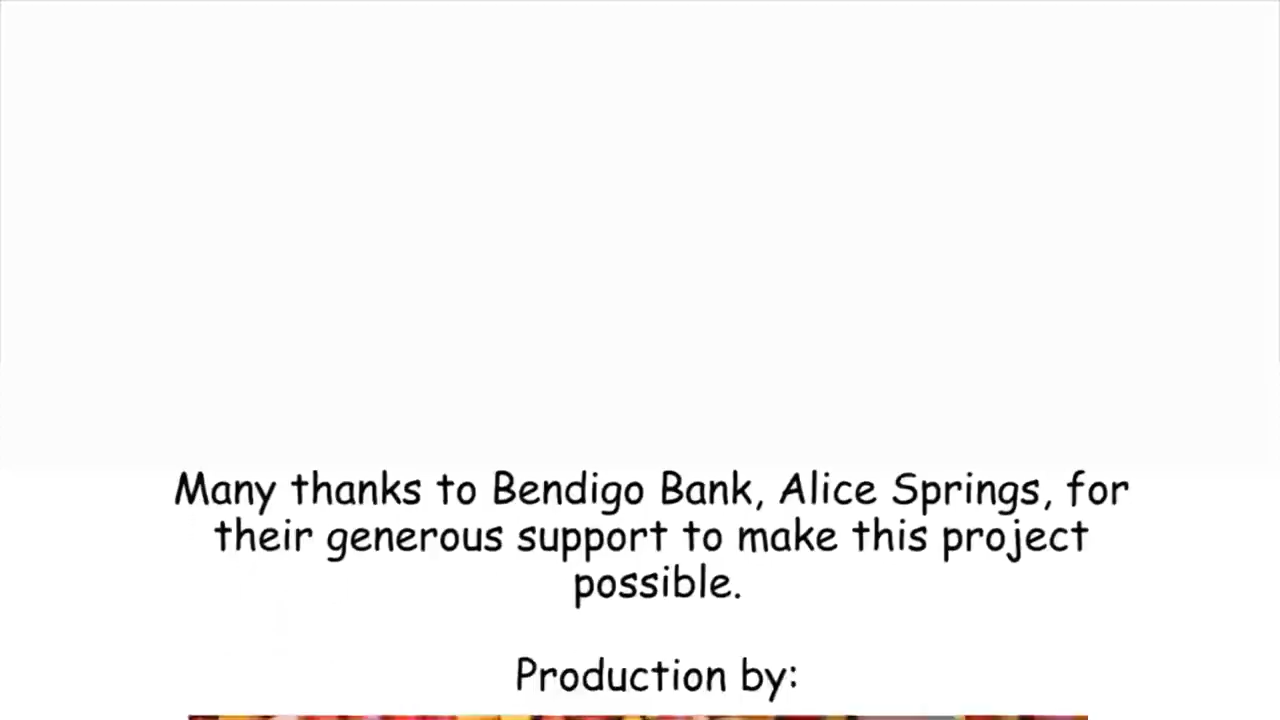 Many thanks to Bendigo Bank, Alice Springs, for
their generous support to make this project
possible.
Production by: